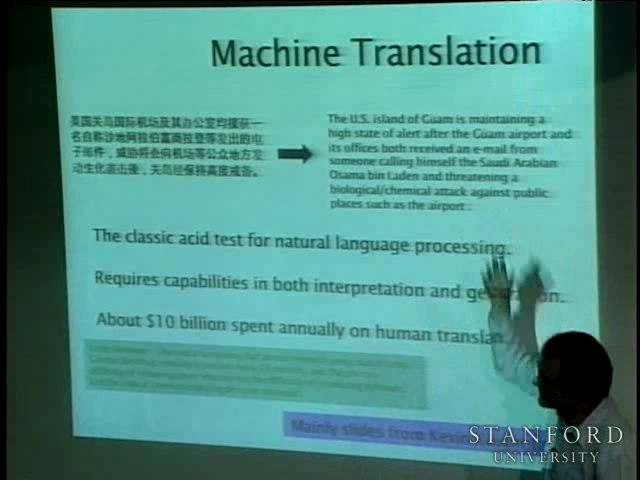 Machine Translation
美国关岛国际机场及其办公室均接获一
名自称沙地阿拉伯富商拉登等发出的电
子邮件，威胁将会向机场等公众地方发
动生化袭击後，关岛经保持高度戒备。
The U.S. island of Guam is maintaining a
high state of alert after the Guam airport and
its offices both received an e-mail from
someone calling himself the Saudi Arabian
Osama bin Laden and threatening a
biological/chemical attack against public
places such as the airport.
The classic acid test for natural language processing.
Requires capabilities in both interpretation and
About $10 billion spent annually on human
Mainly slides from Kevin
STANFORD
UNIVERSITY